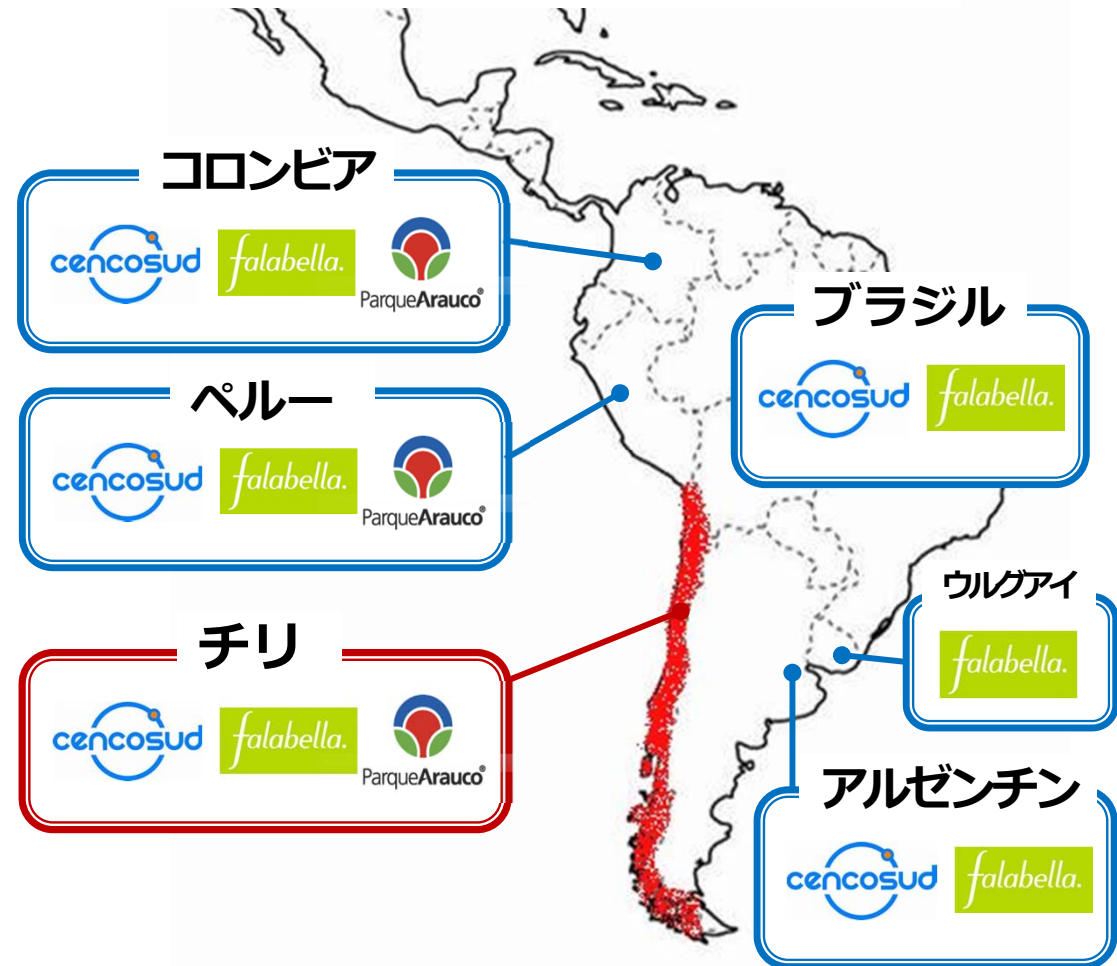 コロンビア
cencosud falabella. ParqueArauco®
ブラジル
cencosud falabella.
ペルー
cencosud falabella. ParqueArauco®
ウルグアイ
falabella.
チリ
cencosud falabella. ParqueArauco®
アルゼンチン
cencosud falabella.